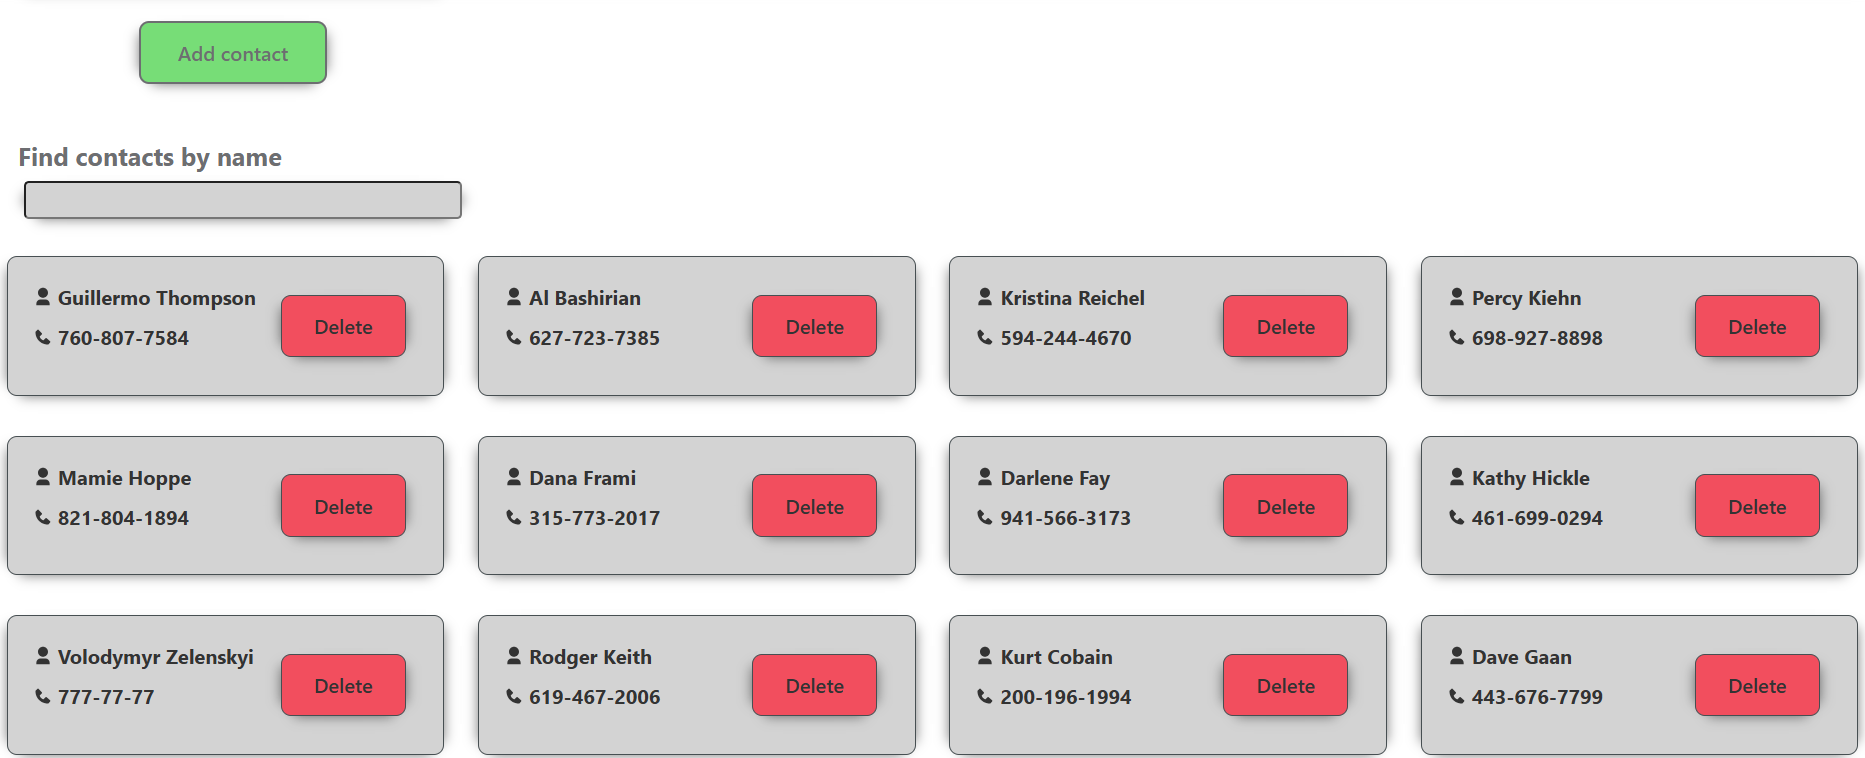 Add contact
Find contacts by name
Guillermo Thompson
760-807-7584
Delete
Al Bashirian
627-723-7385
Delete
Kristina Reichel
594-244-4670
Delete
Percy Kiehn
698-927-8898
Delete
Mamie Hoppe
821-804-1894
Delete
Dana Frami
315-773-2017
Delete
Darlene Fay
941-566-3173
Delete
Kathy Hickle
461-699-0294
Delete
Volodymyr Zelenskyi
777-77-77
Delete
Rodger Keith
619-467-2006
Delete
Kurt Cobain
200-196-1994
Delete
Dave Gaan
443-676-7799
Delete